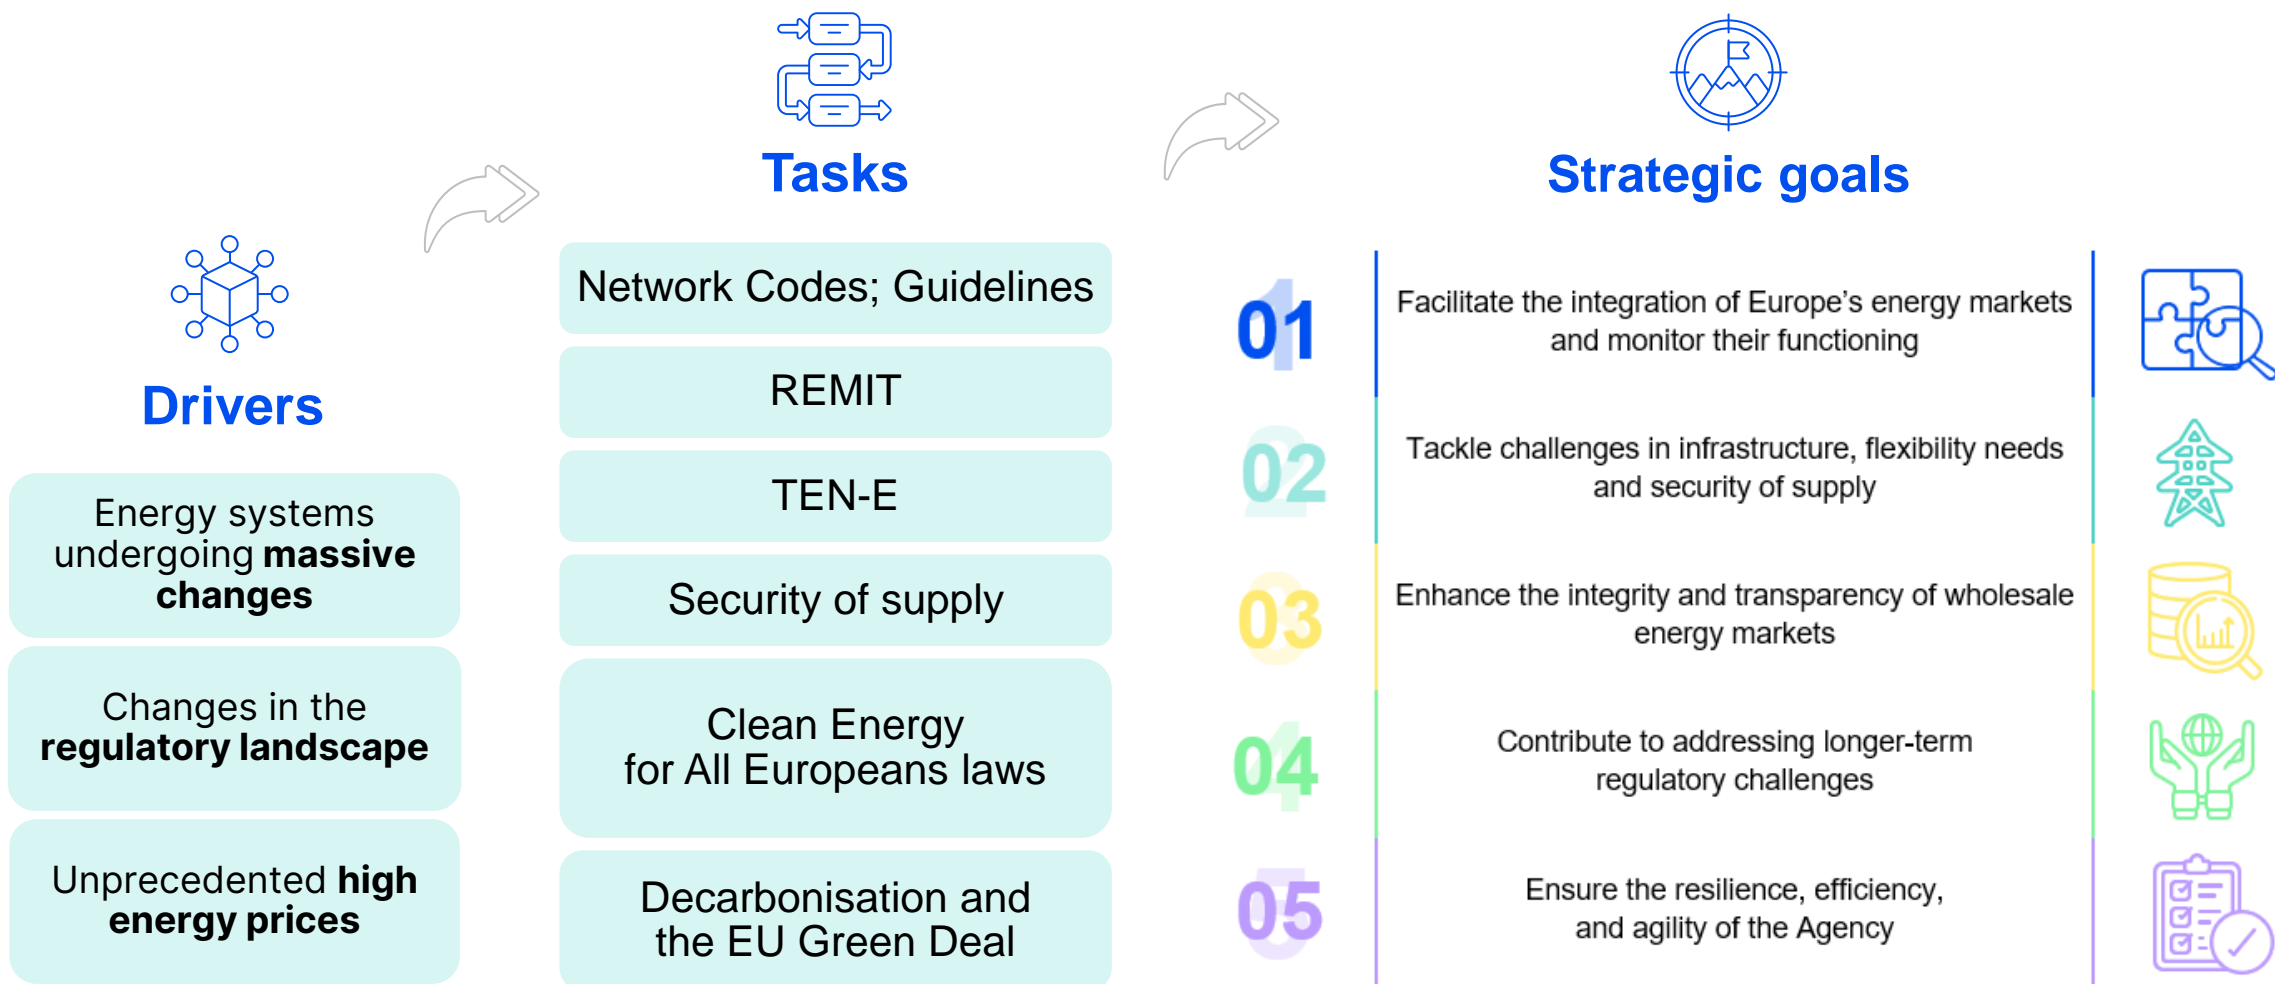 Drivers
Energy systems
undergoing massive
changes
Changes in the
regulatory landscape
Unprecedented high
energy prices
Tasks
Network Codes; Guidelines
REMIT
TEN-E
Security of supply
Clean Energy
for All Europeans laws
Decarbonisation and
the EU Green Deal
Strategic goals
01
Facilitate the integration of Europe's energy markets
and monitor their functioning
02
Tackle challenges in infrastructure, flexibility needs
and security of supply
03
Enhance the integrity and transparency of wholesale
energy markets
04
Contribute to addressing longer-term
regulatory challenges
05
Ensure the resilience, efficiency,
and agility of the Agency